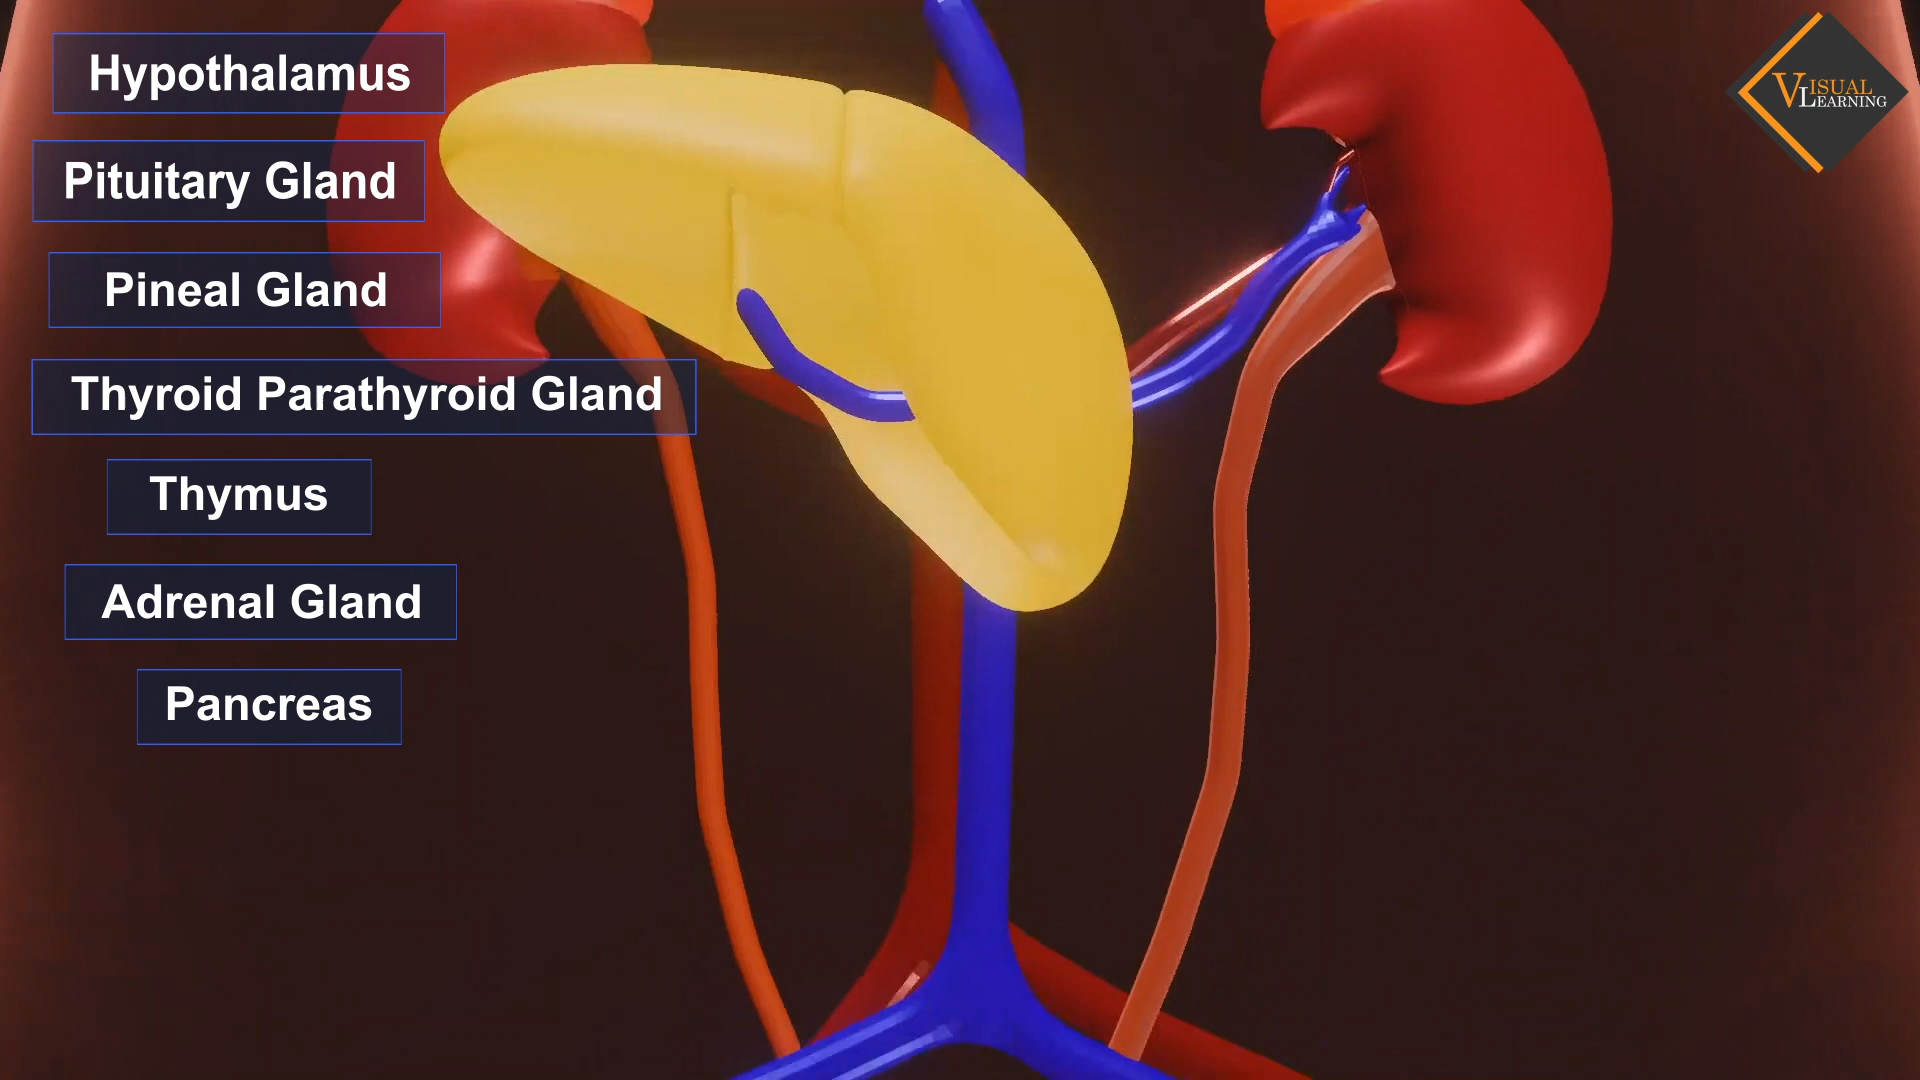 Hypothalamus
Pituitary Gland
Pineal Gland
Thyroid Parathyroid Gland
Thymus
Adrenal Gland
Pancreas
VISUAL
LEARNING